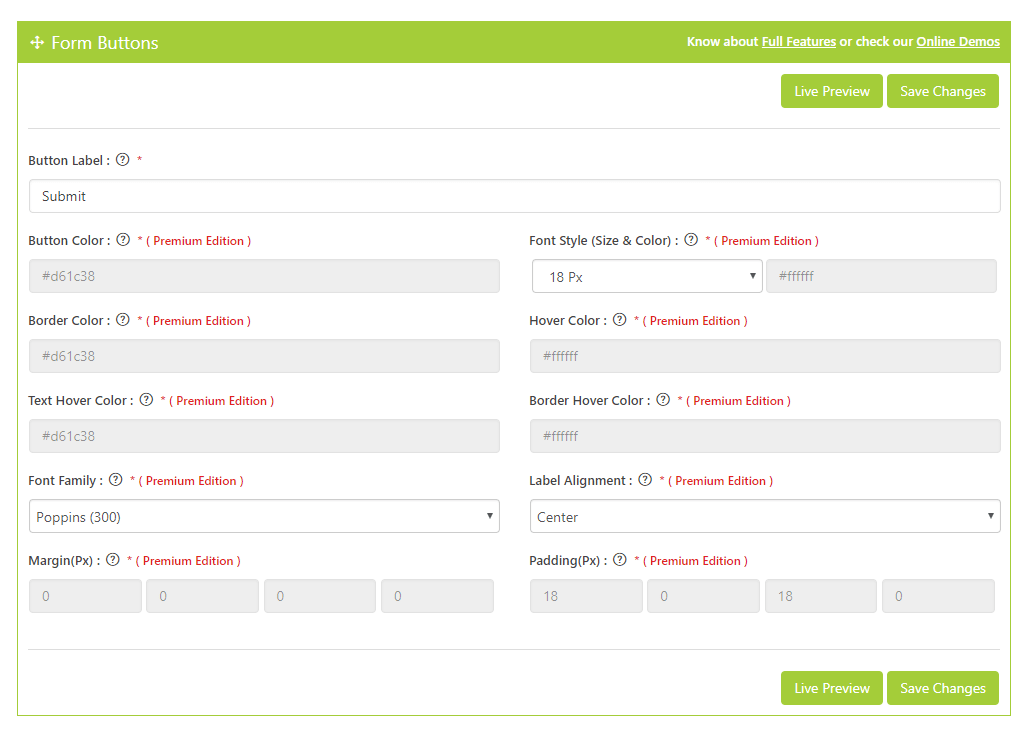 Form Buttons Know about Full Features or check our Online Demos
Live Preview Save Changes
Button Label : ? *
Submit
Button Color : ? * ( Premium Edition ) Font Style (Size & Color) : ? * ( Premium Edition )
#d61c38 18 Px #ffffff
Border Color : ? * ( Premium Edition ) Hover Color : ? * ( Premium Edition )
#d61c38 #ffffff
Text Hover Color : ? * ( Premium Edition ) Border Hover Color : ? * ( Premium Edition )
#d61c38 #ffffff
Font Family : ? * ( Premium Edition ) Label Alignment : ? * ( Premium Edition )
Poppins (300) Center
Margin(Px) : ? * ( Premium Edition ) Padding(Px) : ? * ( Premium Edition )
0 0 0 0 18 0 18 0
Live Preview Save Changes